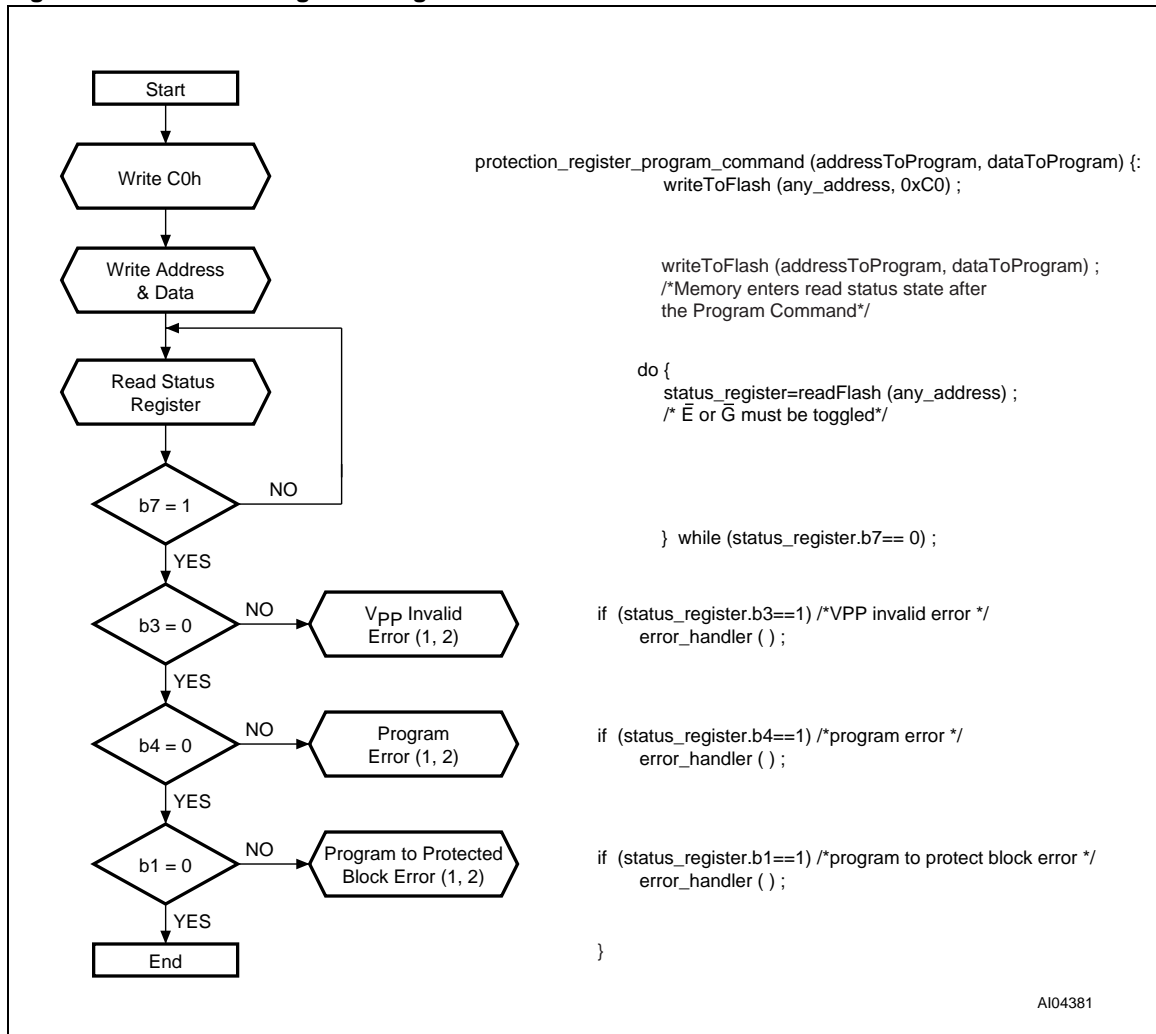 Start
Write C0h
protection_register_program_command (addressToProgram, dataToProgram) {:
writeToFlash (any_address, 0xC0) ;
Write Address
& Data
writeToFlash (addressToProgram, dataToProgram) ;
/*Memory enters read status state after
the Program Command*/
Read Status
Register
do {
status_register=readFlash (any_address) ;
/* E̅ or G̅ must be toggled*/
b7 = 1
NO
YES
} while (status_register.b7== 0) ;
b3 = 0
NO
YES
VPP Invalid
Error (1, 2)
if (status_register.b3==1) /*VPP invalid error */
error_handler ( ) ;
b4 = 0
NO
YES
Program
Error (1, 2)
if (status_register.b4==1) /*program error */
error_handler ( ) ;
b1 = 0
NO
YES
Program to Protected
Block Error (1, 2)
if (status_register.b1==1) /*program to protect block error */
error_handler ( ) ;
End
}
AI04381